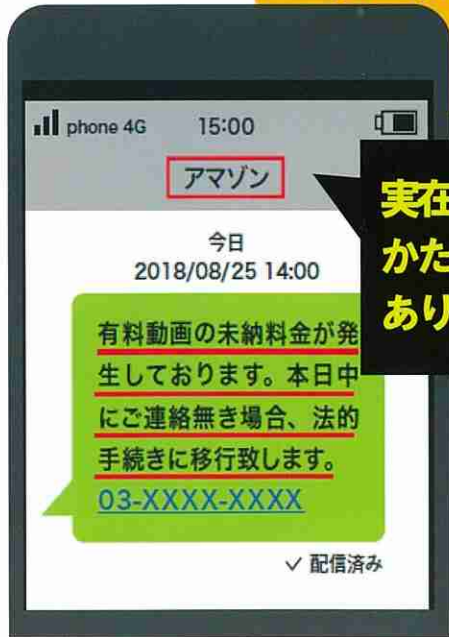 phone 4G 15:00
アマゾン
実在
かた
あり
今日
2018/08/25 14:00
有料動画の未納料金が発
生しております。本日中
にご連絡無き場合、法的
手続きに移行致します。
03-XXXX-XXXX
✓ 配信済み